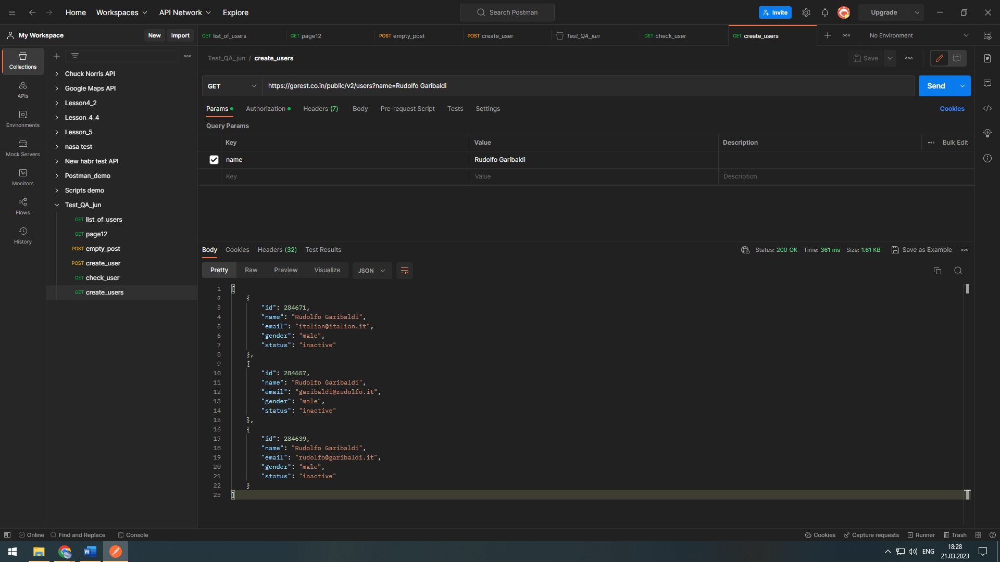 Home Workspaces API Network Explore Search Postman Invite Upgrade
My Workspace New Import
GET list_of_users GET page12 POST empty_post POST create_user Test_QA_jun GET check_user GET create_users No Environment
Collections
APIs
Environments
Mock Servers
Monitors
Flows
History
Chuck Norris API
Google Maps API
Lesson4_2
Lesson_4_4
Lesson_5
nasa test
New habr test API
Postman_demo
Scripts demo
Test_QA_jun
GET list_of_users
GET page12
POST empty_post
POST create_user
GET check_user
GET create_users
Test_QA_jun / create_users Save
GET https://gorest.co.in/public/v2/users?name=Rudolfo Garibaldi Send
Params Authorization Headers (7) Body Pre-request Script Tests Settings Cookies
Query Params
Key Value Description Bulk Edit
name Rudolfo Garibaldi
Key Value Description
Body Cookies Headers (32) Test Results Status: 200 OK Time: 361 ms Size: 1.61 KB Save as Example
Pretty Raw Preview Visualize JSON
1 [
2 {
3 "id": 284671,
4 "name": "Rudolfo Garibaldi",
5 "email": "italian@italian.it",
6 "gender": "male",
7 "status": "inactive"
8 },
9 {
10 "id": 284657,
11 "name": "Rudolfo Garibaldi",
12 "email": "garibaldi@rudolfo.it",
13 "gender": "male",
14 "status": "inactive"
15 },
16 {
17 "id": 284639,
18 "name": "Rudolfo Garibaldi",
19 "email": "rudolfo@garibaldi.it",
20 "gender": "male",
21 "status": "inactive"
22 }
23 ]
Online Find and Replace Console Cookies Capture requests Runner Trash
W ENG 18:28
21.03.2023